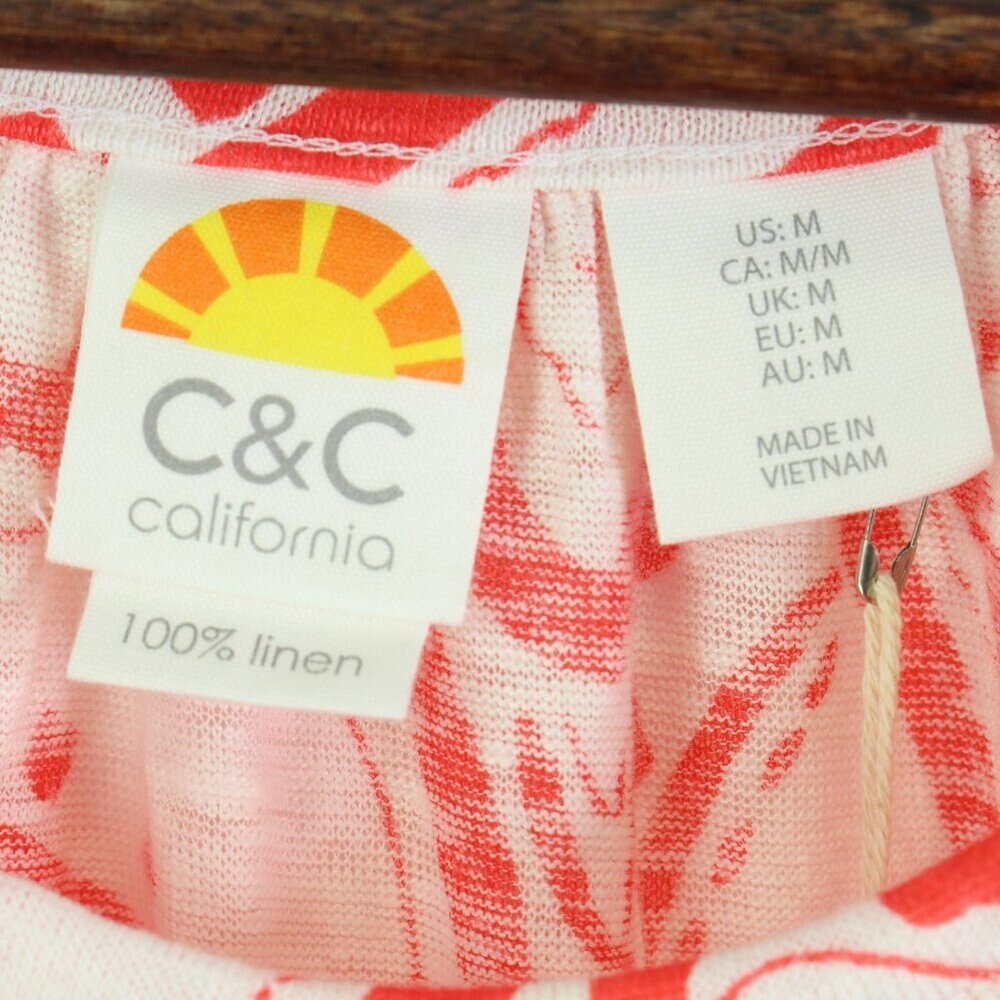 C&C
california
100% linen
US: M
CA: M/M
UK: M
EU: M
AU: M
MADE IN
VIETNAM